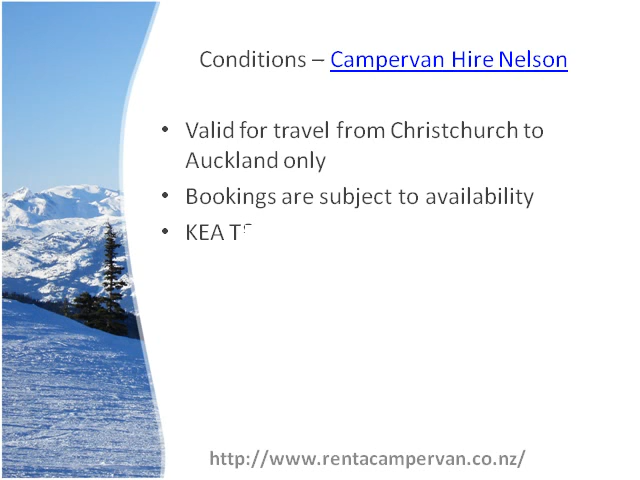 Conditions – Campervan Hire Nelson
• Valid for travel from Christchurch to
Auckland only
• Bookings are subject to availability
• KEA
http://www.rentacampervan.co.nz/